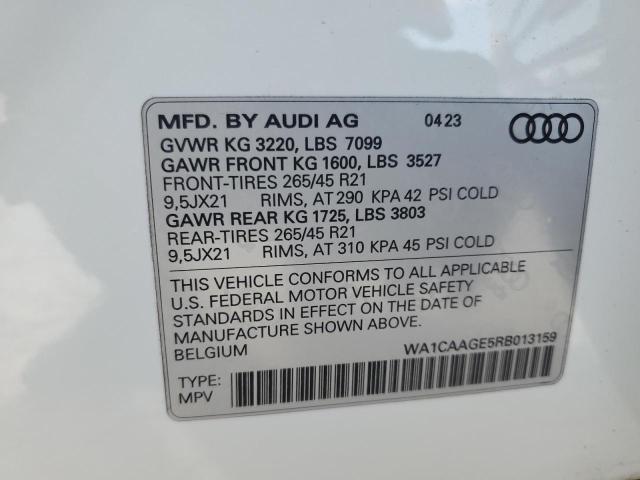 MFD. BY AUDI AG 04 23
GVWR KG 3220, LBS 7099
GAWR FRONT KG 1600, LBS 3527
FRONT-TIRES 265/45 R21
9,5JX21 RIMS, AT 290 KPA 42 PSI COLD
GAWR REAR KG 1725, LBS 3803
REAR-TIRES 265/45 R21
9,5JX21 RIMS, AT 310 KPA 45 PSI COLD
THIS VEHICLE CONFORMS TO ALL APPLICABLE
U.S. FEDERAL MOTOR VEHICLE SAFETY
STANDARDS IN EFFECT ON THE DATE OF
MANUFACTURE SHOWN ABOVE.
BELGIUM WA1CAAGE5RB013159
TYPE:
MPV